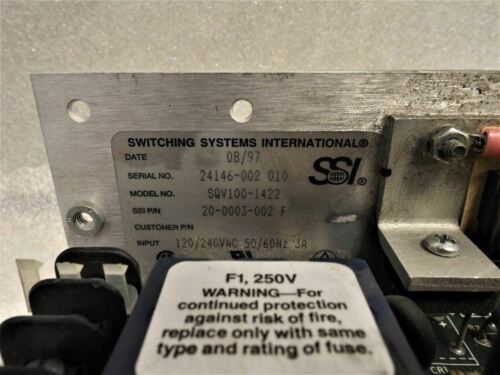 SWITCHING SYSTEMS INTERNATIONAL®
DATE 08/97
SERIAL NO. 24146-002 010
MODEL NO. SQV100-1422
SSI P/N 20-0003-002 F
CUSTOMER P/N
INPUT 120/240VAC 50/60Hz 3A
SSI®
F1, 250V
WARNING—For
continued protection
against risk of fire,
replace only with same
type and rating of fuse.
CR1